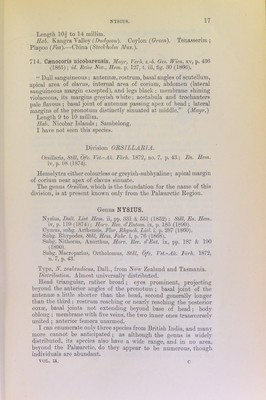 NYSIUS. 17
Length 10½ to 14 millim.
Hab. Kangra Valley (Dudgeon). Ceylon (Green). Tenasserim; Plapoo (Fea).—China (Stockholm Mus.).
714. Cænocoris nicobarensis, Mayr, Verh. z.-b. Ges. Wien, xv, p. 436
(1865); id. Reise Nov., Hem. p. 127, t. iii, fig. 30 (1866).
"Dull sanguineous; antennæ, rostrum, basal angles of scutellum,
apical area of clavus, internal area of corium, abdomen (lateral
sanguineous margin excepted), and legs black; membrane shining
violaceous, its margins greyish white; acetabula and trochanters
pale flavous; basal joint of antennæ passing apex of head; lateral
margins of the pronotum distinctly sinuated at middle." (Mayr.)
Length 9 to 10 millim.
Hab. Nicobar Islands; Sambelong.
I have not seen this species.
Division ORSILLARIA.
Orsillaria, Stål, Öfv. Vet.-Ak. Förh. 1872, no. 7, p. 43; En. Hem.
iv, p. 98 (1874).
Hemelytra either colourless or greyish-subhyaline; apical margin
of corium near apex of clavus sinuate.
The genus Orsillus, which is the foundation for the name of this
division, is at present known only from the Palæarctic Region.
Genus NYSIUS.
Nysius, Dall. List Hem. ii, pp. 531 & 551 (1852); Stål, En. Hem.
iv, p. 119 (1874); Horv. Rev. d'Entom. ix, p. 185 (1890).
Cymus, subg. Artheneis, Flor, Rhynch. Livl. i, p. 287 (1860).
Subg. Rhypodes, Stål, Hem. Fabr. i, p. 76 (1868).
Subg. Nithecus, Anorthus, Horv. Rev. d'Ent. ix, pp. 187 & 190
(1890).
Subg. Macroparius, Ortholomus, Stål, Öfv. Vet.-Ak. Förh. 1872,
n. 7, p. 43.
Type, N. zealandicus, Dall., from New Zealand and Tasmania.
Distribution. Almost universally distributed.
Head triangular, rather broad; eyes prominent, projecting
beyond the anterior angles of the pronotum; basal joint of the
antennæ a little shorter than the head, second generally longer
than the third; rostrum reaching or nearly reaching the posterior
coxæ, basal joints not extending beyond base of head; body
oblong; membrane with five veins, the two inner ones transversely
united; anterior femora unarmed.
I can enumerate only three species from British India, and many
more cannot be anticipated; as although the genus is widely
distributed, its species also have a wide range, and in no area,
beyond the Palæarctic, do they appear to be numerous, though
individuals are abundant.
VOL. II. C